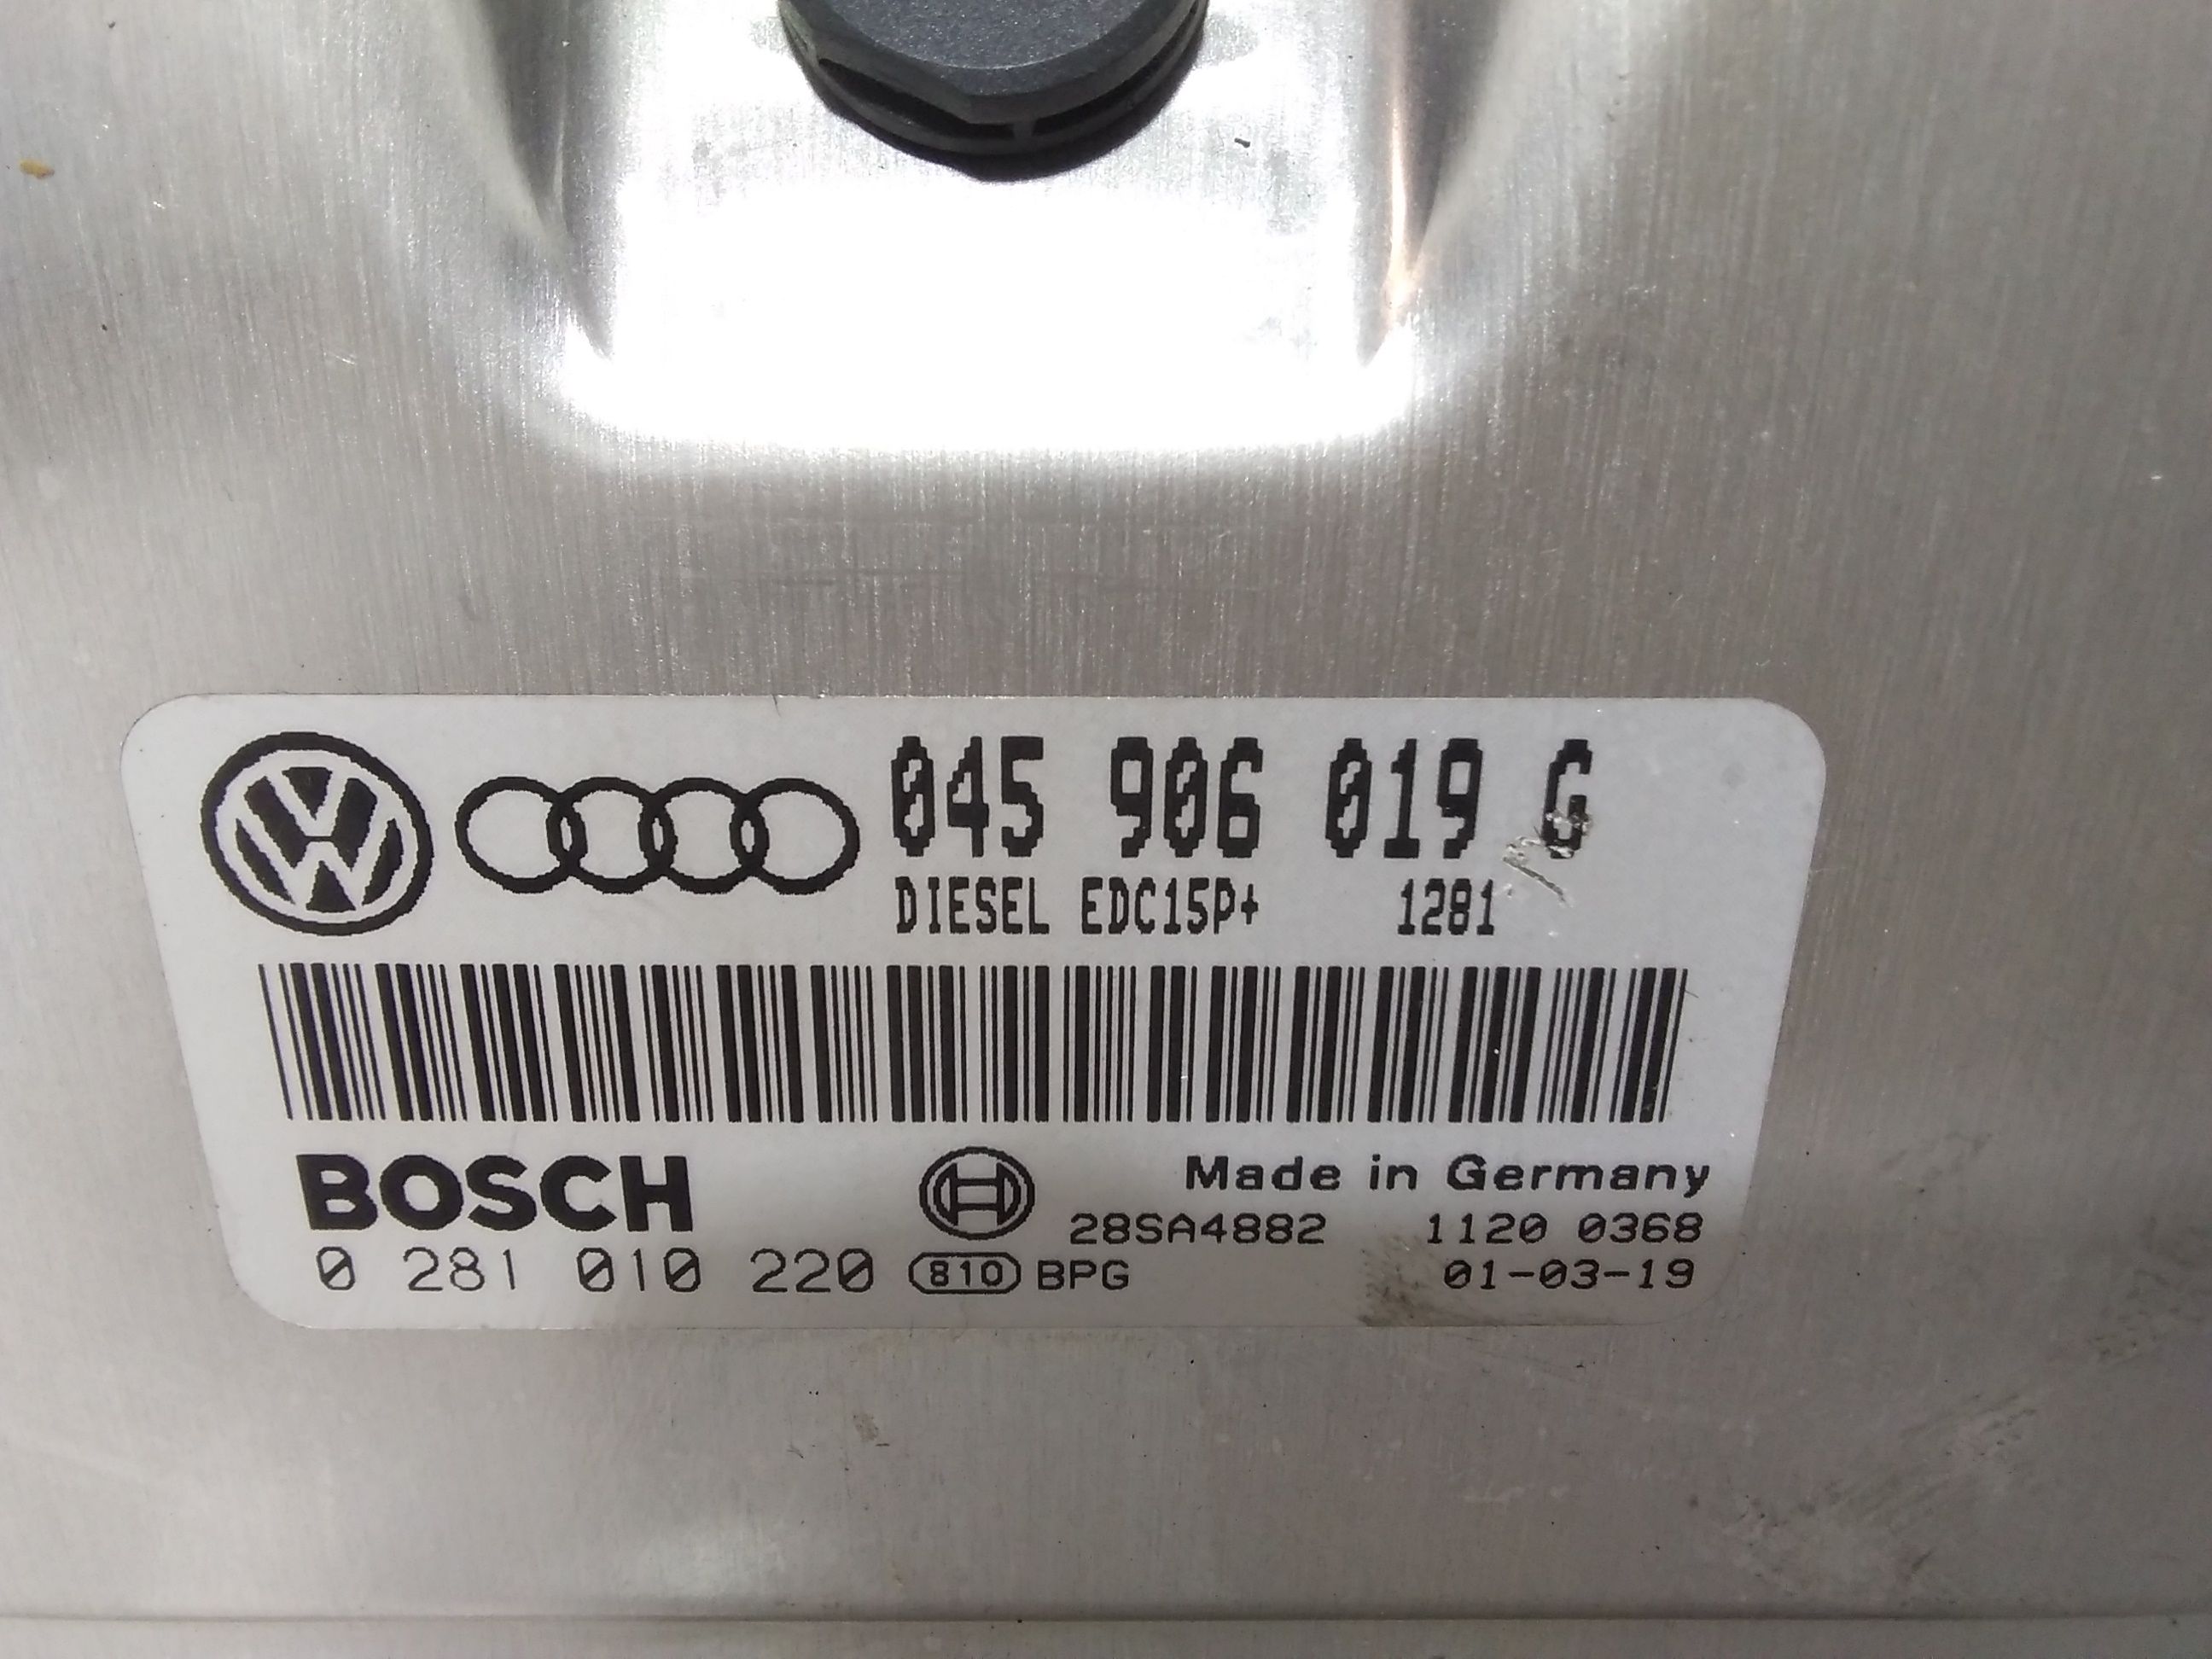 045 906 019 G
DIESEL EDC15P+ 1281
BOSCH Made in Germany
28SA4882 1120 0368
0 281 010 220 810 BPG 01-03-19